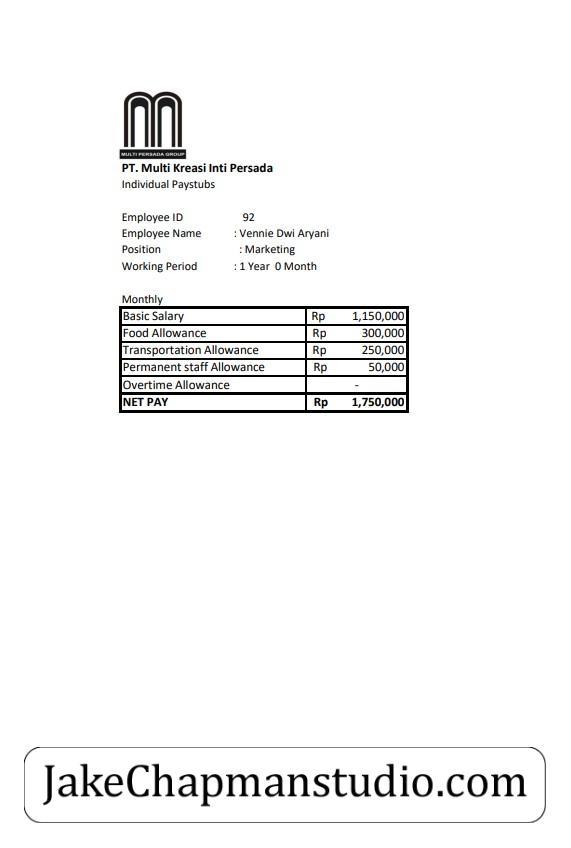 MULTI PERSADA GROUP
PT. Multi Kreasi Inti Persada
Individual Paystubs
Employee ID 92
Employee Name : Vennie Dwi Aryani
Position : Marketing
Working Period : 1 Year 0 Month
Monthly
Basic Salary Rp 1,150,000
Food Allowance Rp 300,000
Transportation Allowance Rp 250,000
Permanent staff Allowance Rp 50,000
Overtime Allowance -
NET PAY Rp 1,750,000
JakeChapmanstudio.com